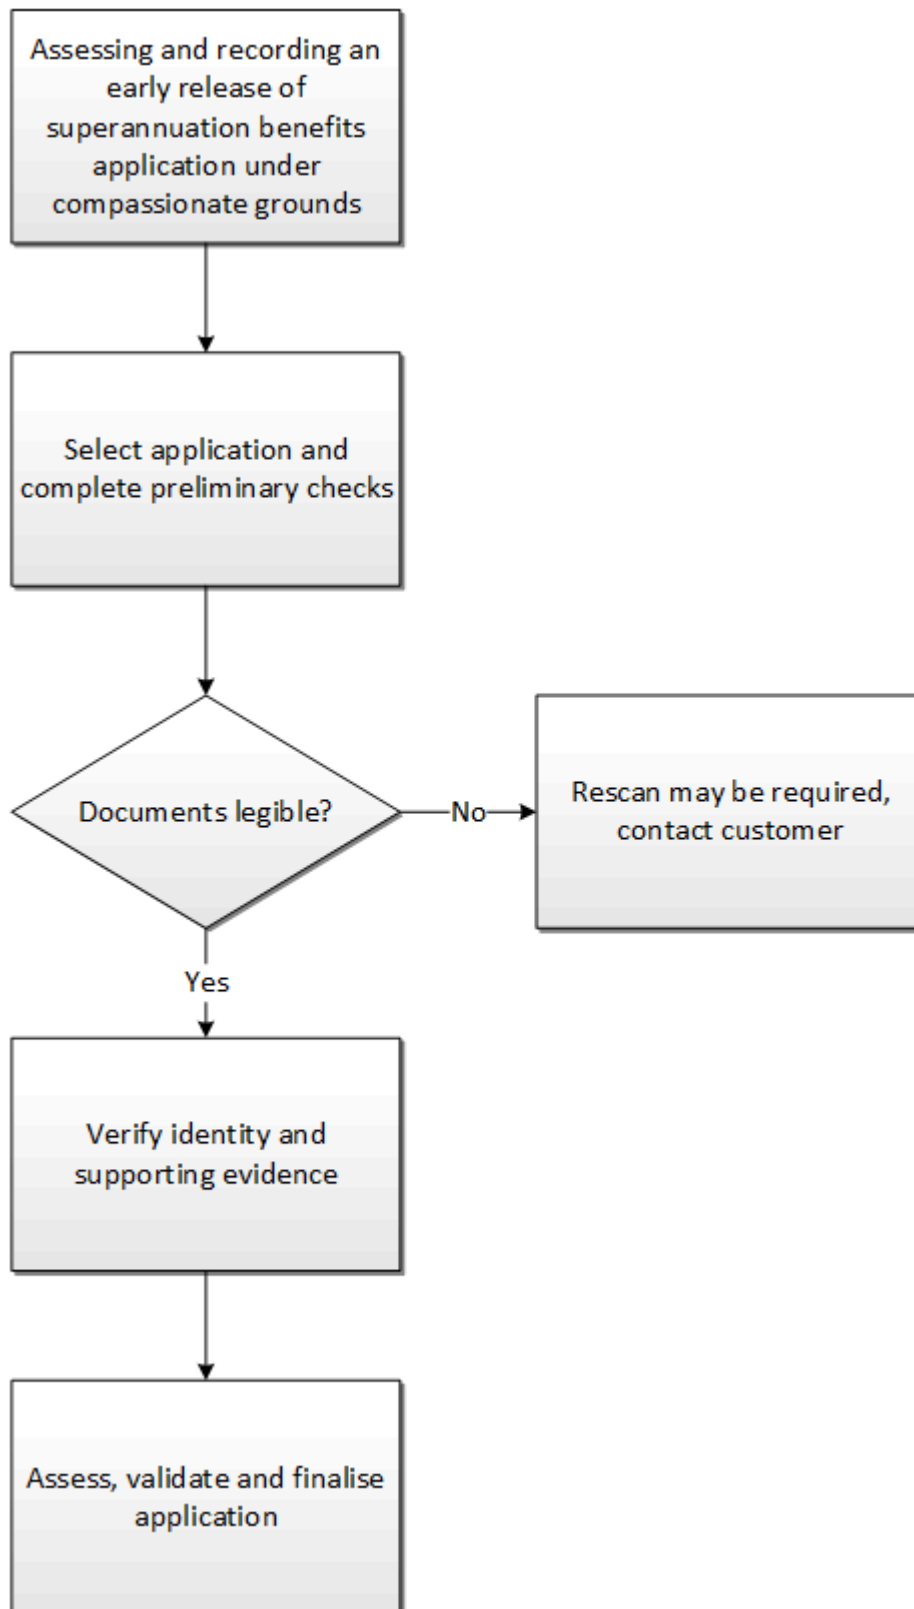 Assessing and recording an
early release of
superannuation benefits
application under
compassionate grounds
Select application and
complete preliminary checks
Documents legible?
No
Rescan may be required,
contact customer
Yes
Verify identity and
supporting evidence
Assess, validate and finalise
application